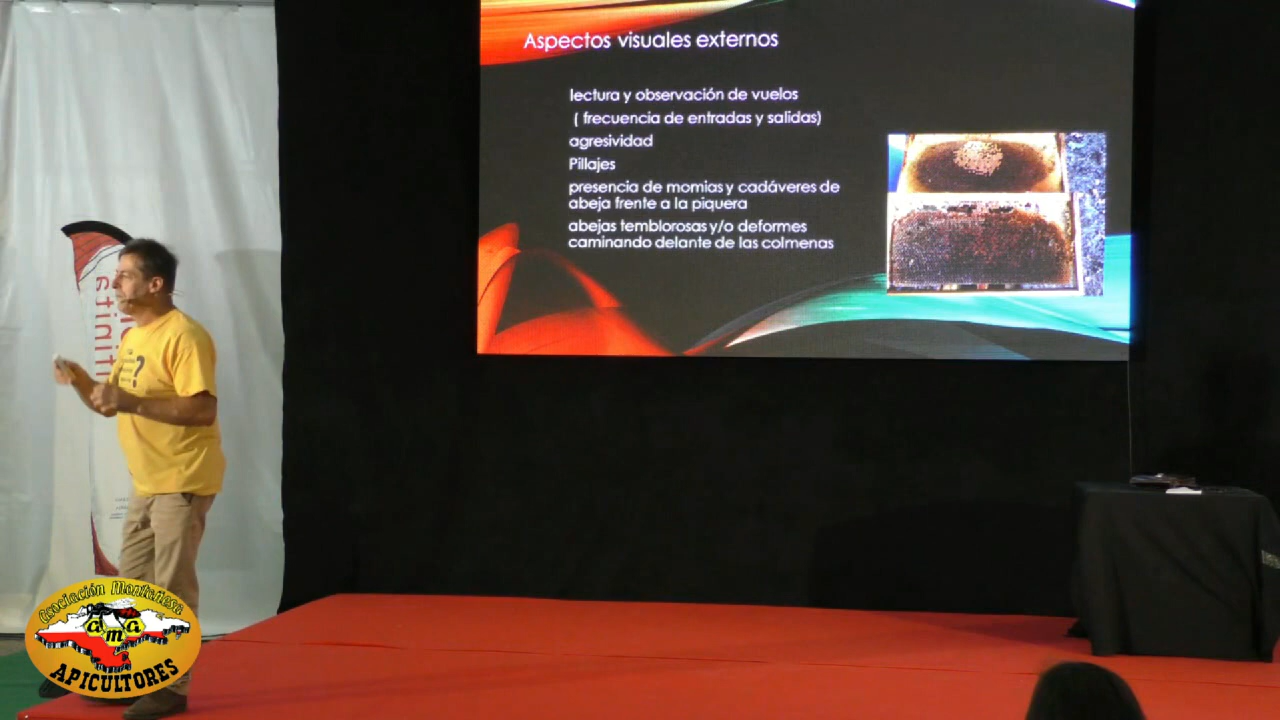 Aspectos visuales externos
lectura y observación de vuelos
( frecuencia de entradas y salidas)
agresividad
Pillajes
presencia de momias y cadáveres de
abeja frente a la piquera
abejas temblorosas y/o deformes
caminando delante de las colmenas
?
Asociación Montañesa
ama
APICULTORES